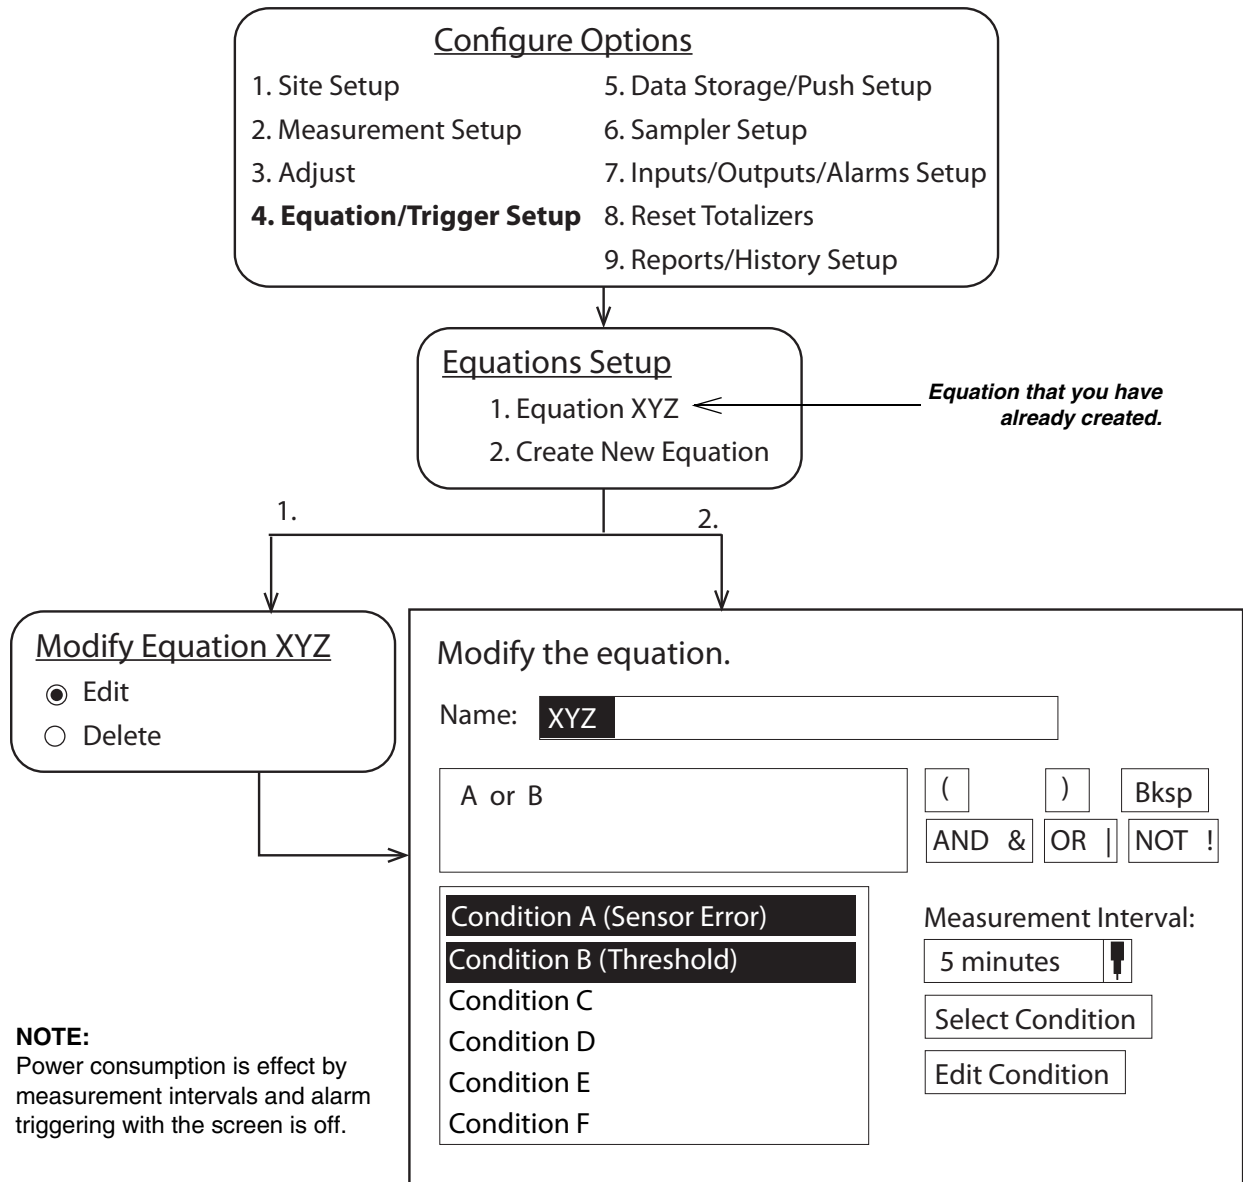 Configure Options
1. Site Setup
2. Measurement Setup
3. Adjust
4. Equation/Trigger Setup
5. Data Storage/Push Setup
6. Sampler Setup
7. Inputs/Outputs/Alarms Setup
8. Reset Totalizers
9. Reports/History Setup
Equations Setup
1. Equation XYZ
2. Create New Equation
Equation that you have
already created.
1.
2.
Modify Equation XYZ
Edit
Delete
Modify the equation.
Name: XYZ
A or B
( ) Bksp
AND & OR | NOT !
Condition A (Sensor Error)
Condition B (Threshold)
Condition C
Condition D
Condition E
Condition F
Measurement Interval:
5 minutes
Select Condition
Edit Condition
NOTE:
Power consumption is effect by
measurement intervals and alarm
triggering with the screen is off.